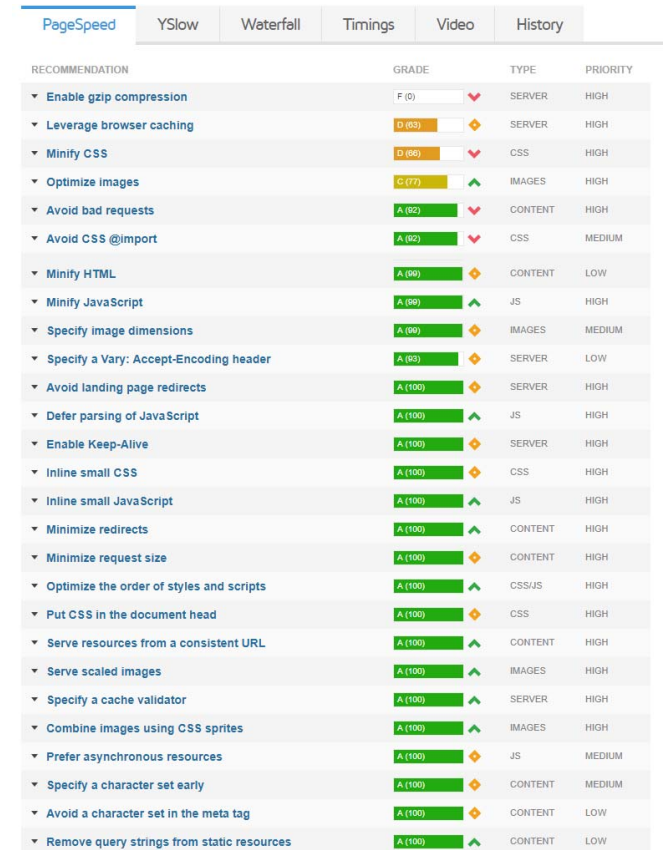 PageSpeed YSlow Waterfall Timings Video History
RECOMMENDATION GRADE TYPE PRIORITY
Enable gzip compression F (0) SERVER HIGH
Leverage browser caching D (63) SERVER HIGH
Minify CSS D (66) CSS HIGH
Optimize images C (77) IMAGES HIGH
Avoid bad requests A (92) CONTENT HIGH
Avoid CSS @import A (92) CSS MEDIUM
Minify HTML A (99) CONTENT LOW
Minify JavaScript A (99) JS HIGH
Specify image dimensions A (99) IMAGES MEDIUM
Specify a Vary: Accept-Encoding header A (93) SERVER LOW
Avoid landing page redirects A (100) SERVER HIGH
Defer parsing of JavaScript A (100) JS HIGH
Enable Keep-Alive A (100) SERVER HIGH
Inline small CSS A (100) CSS HIGH
Inline small JavaScript A (100) JS HIGH
Minimize redirects A (100) CONTENT HIGH
Minimize request size A (100) CONTENT HIGH
Optimize the order of styles and scripts A (100) CSS/JS HIGH
Put CSS in the document head A (100) CSS HIGH
Serve resources from a consistent URL A (100) CONTENT HIGH
Serve scaled images A (100) IMAGES HIGH
Specify a cache validator A (100) SERVER HIGH
Combine images using CSS sprites A (100) IMAGES HIGH
Prefer asynchronous resources A (100) JS MEDIUM
Specify a character set early A (100) CONTENT MEDIUM
Avoid a character set in the meta tag A (100) CONTENT LOW
Remove query strings from static resources A (100) CONTENT LOW